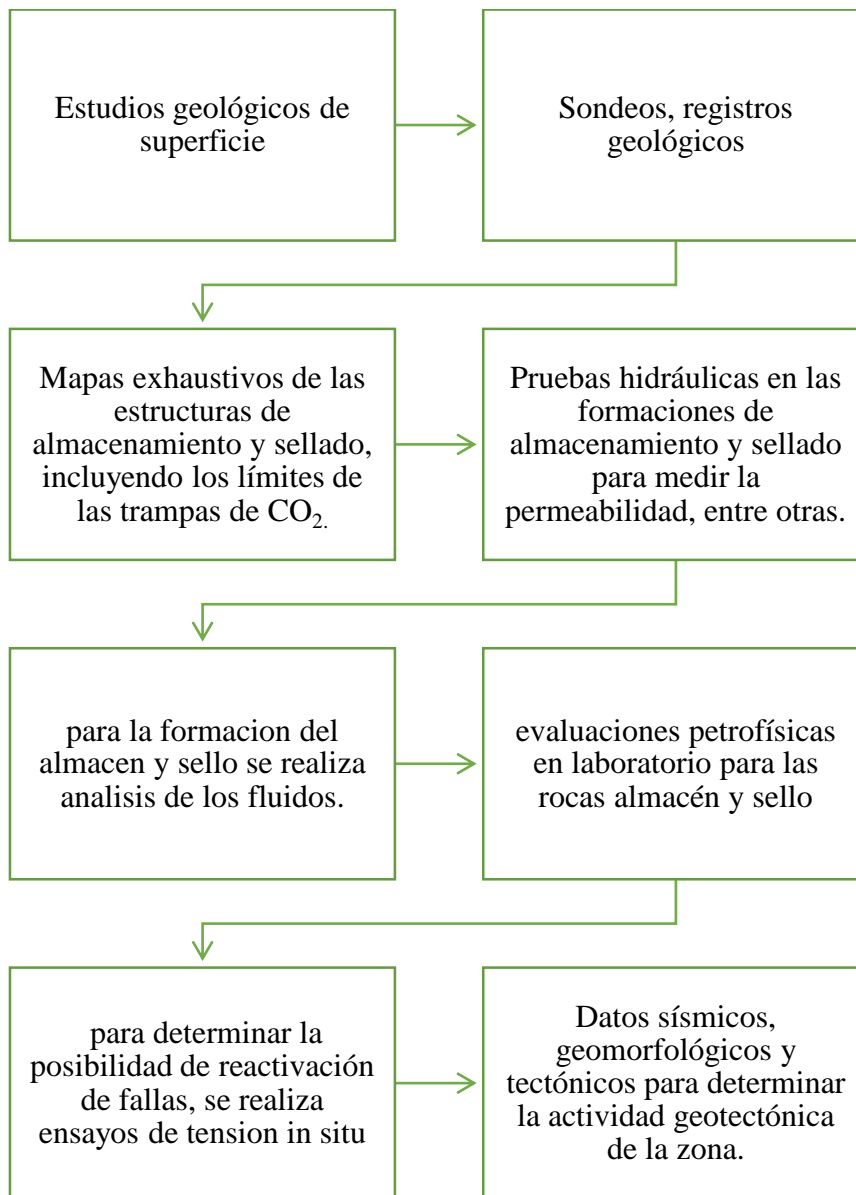 Estudios geológicos de
superficie
Sondeos, registros
geológicos
Mapas exhaustivos de las
estructuras de
almacenamiento y sellado,
incluyendo los límites de
las trampas de CO₂.
Pruebas hidráulicas en las
formaciones de
almacenamiento y sellado
para medir la
permeabilidad, entre otras.
para la formacion del
almacen y sello se realiza
analisis de los fluidos.
evaluaciones petrofísicas
en laboratorio para las
rocas almacén y sello
para determinar la
posibilidad de reactivación
de fallas, se realiza
ensayos de tension in situ
Datos sísmicos,
geomorfológicos y
tectónicos para determinar
la actividad geotectónica
de la zona.